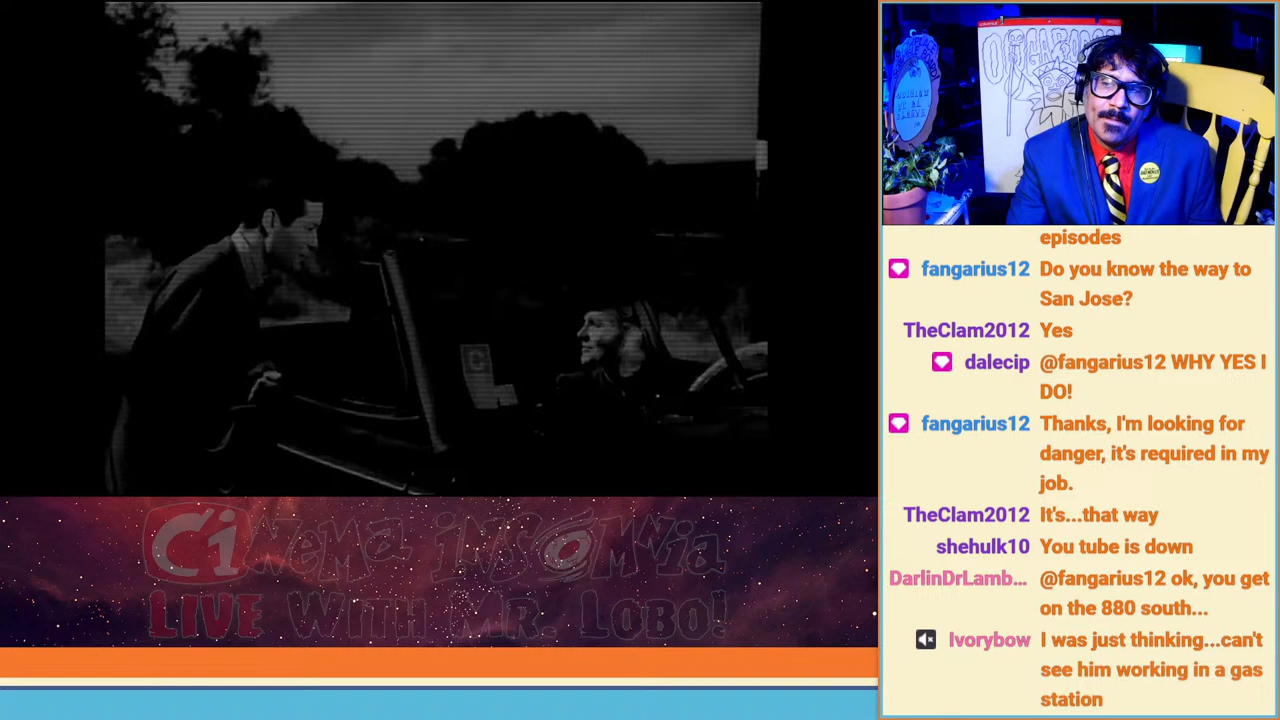 C
CiNEMA iNSOMNiA
LIVE WITH MR. LOBO!
episodes
fangarius12 Do you know the way to
San Jose?
TheClam2012 Yes
dalecip @fangarius12 WHY YES I
DO!
fangarius12 Thanks, I'm looking for
danger, it's required in my
job.
TheClam2012 It's...that way
shehulk10 You tube is down
DarlinDrLamb... @fangarius12 ok, you get
on the 880 south...
Ivorybow I was just thinking...can't
see him working in a gas
station